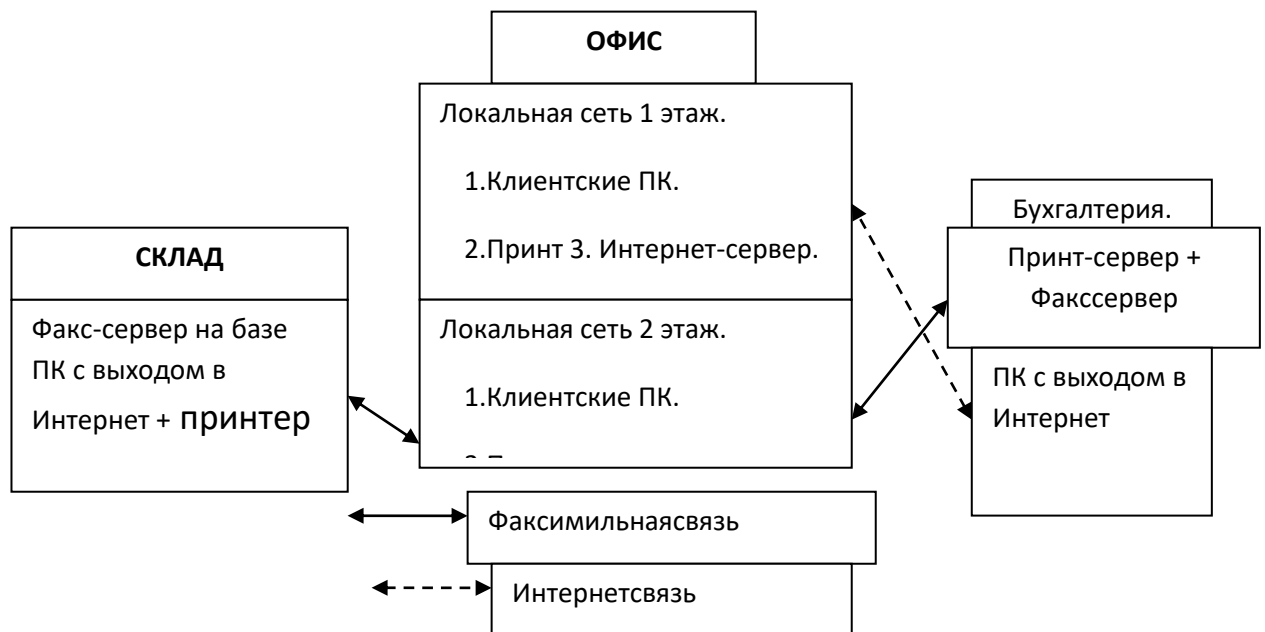 ОФИС
Локальная сеть 1 этаж.
1.Клиентские ПК.
2.Принт 3. Интернет-сервер.
Локальная сеть 2 этаж.
1.Клиентские ПК.
СКЛАД
Факс-сервер на базе
ПК с выходом в
Интернет + принтер
Бухгалтерия.
Принт-сервер +
Факссервер
ПК с выходом в
Интернет
Факсимильнаясвязь
Интернетсвязь